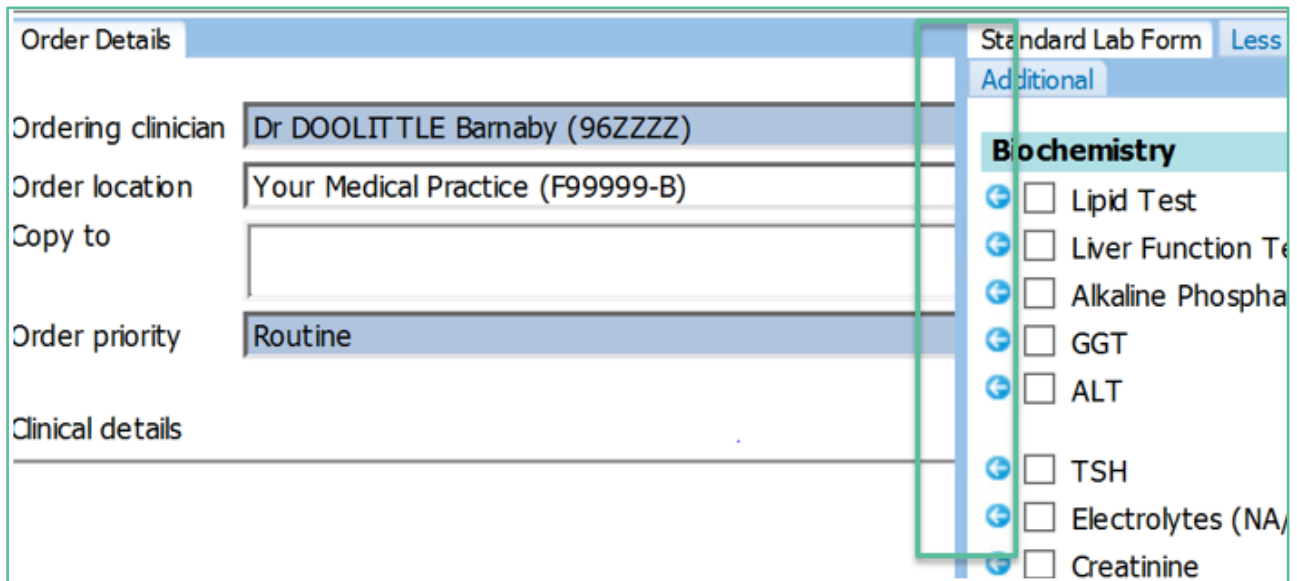 Order Details
Ordering clinician Dr DOOLITTLE Barnaby (96ZZZZ)
Order location Your Medical Practice (F99999-B)
Copy to
Order priority Routine
Clinical details
Standard Lab Form Less
Additional
Biochemistry
Lipid Test
Liver Function Te
Alkaline Phospha
GGT
ALT
TSH
Electrolytes (NA/
Creatinine